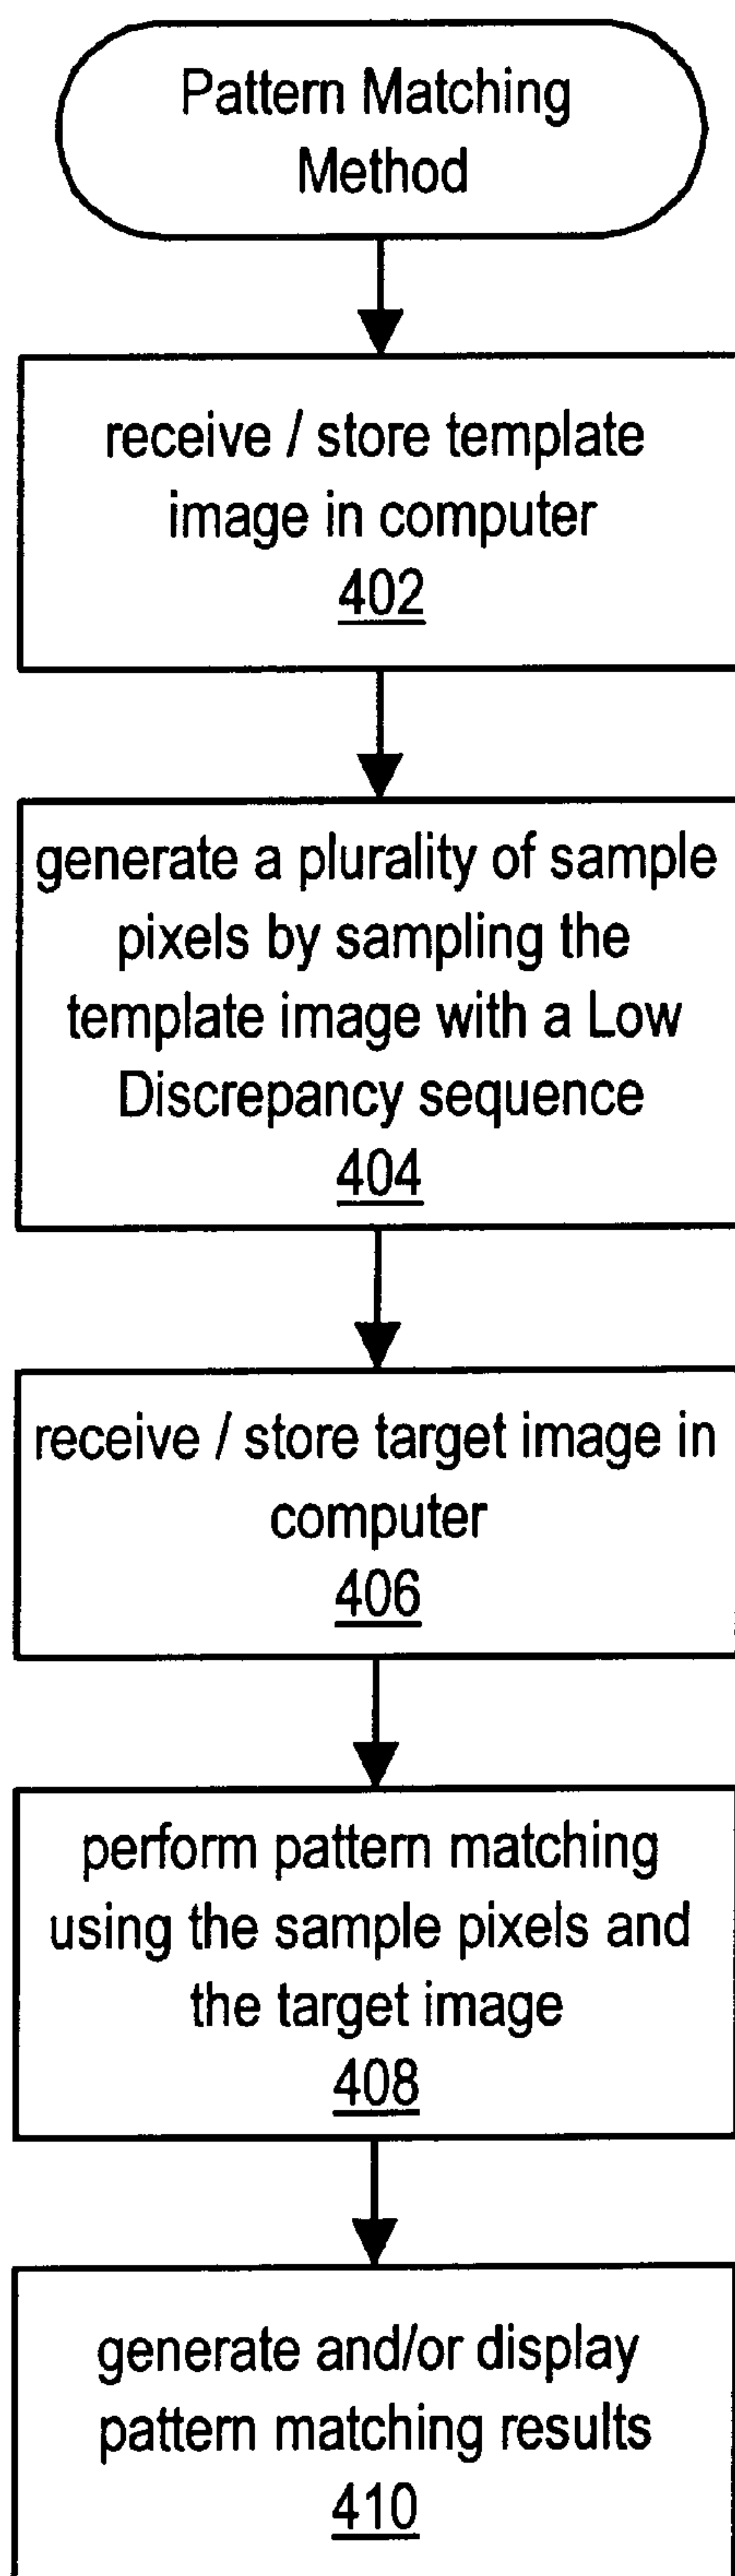 Pattern Matching
Method
receive / store template
image in computer
402
generate a plurality of sample
pixels by sampling the
template image with a Low
Discrepancy sequence
404
receive / store target image in
computer
406
perform pattern matching
using the sample pixels and
the target image
408
generate and/or display
pattern matching results
410